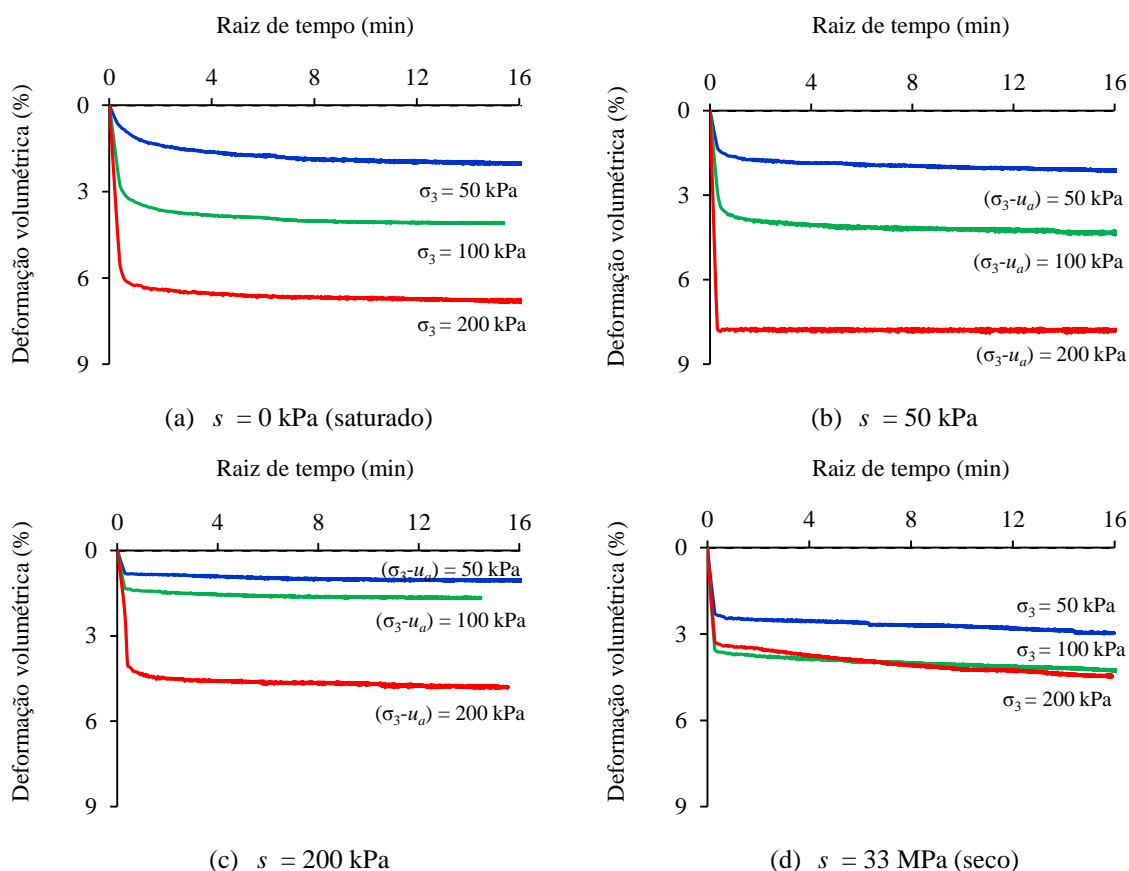 Raiz de tempo (min)
0 4 8 12 16
Deformação volumétrica (%)
0
3
6
9
σ₃ = 50 kPa
σ₃ = 100 kPa
σ₃ = 200 kPa
(a) s = 0 kPa (saturado)
Raiz de tempo (min)
0 4 8 12 16
Deformação volumétrica (%)
0
3
6
9
(σ₃-uₐ) = 50 kPa
(σ₃-uₐ) = 100 kPa
(σ₃-uₐ) = 200 kPa
(b) s = 50 kPa
Raiz de tempo (min)
0 4 8 12 16
Deformação volumétrica (%)
0
3
6
9
(σ₃-uₐ) = 50 kPa
(σ₃-uₐ) = 100 kPa
(σ₃-uₐ) = 200 kPa
(c) s = 200 kPa
Raiz de tempo (min)
0 4 8 12 16
Deformação volumétrica (%)
0
3
6
9
σ₃ = 50 kPa
σ₃ = 100 kPa
σ₃ = 200 kPa
(d) s = 33 MPa (seco)